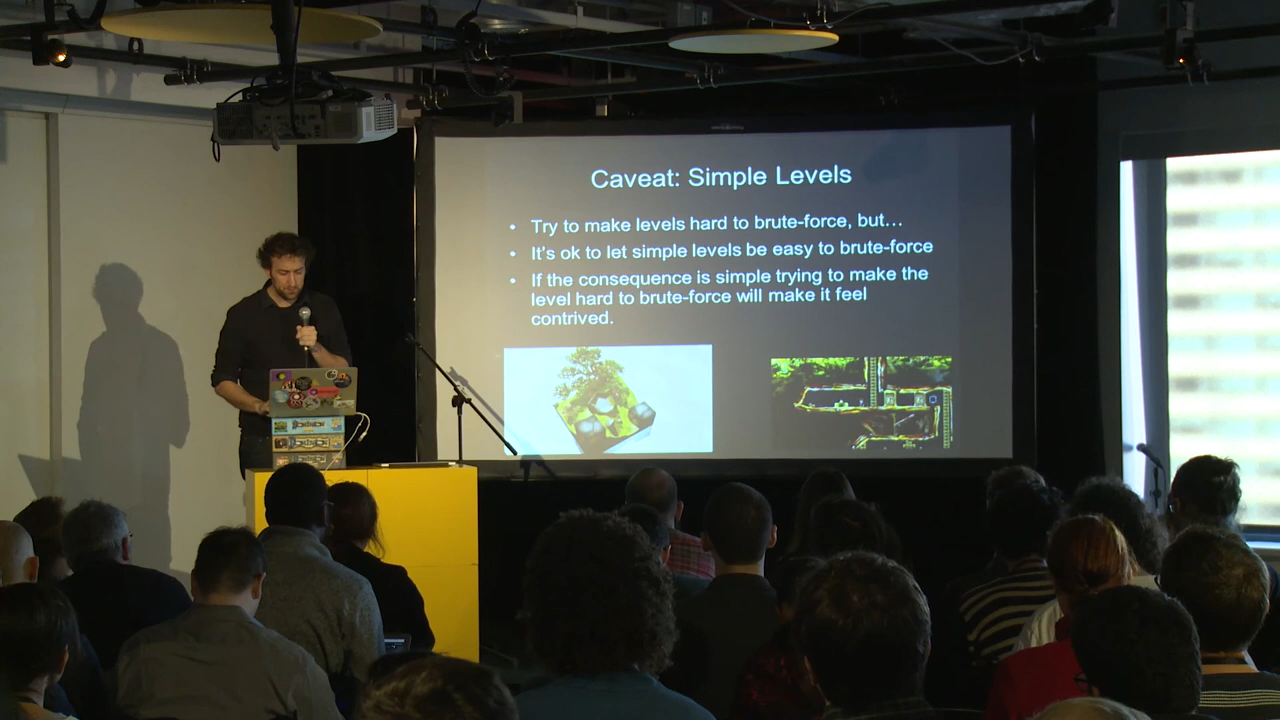 Caveat: Simple Levels
• Try to make levels hard to brute-force, but…
• It's ok to let simple levels be easy to brute-force
• If the consequence is simple trying to make the
level hard to brute-force will make it feel
contrived.